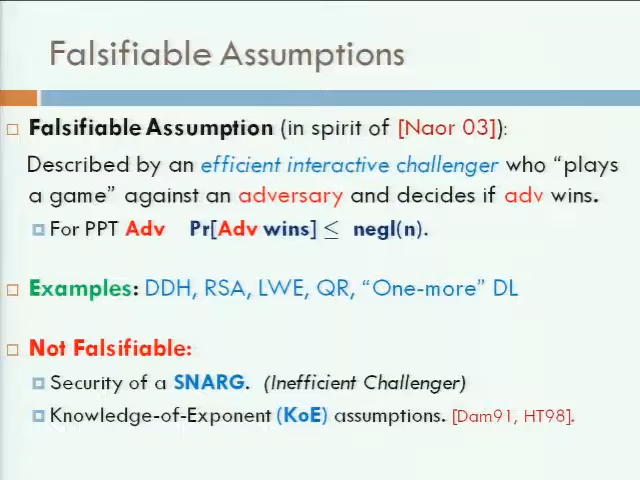 Falsifiable Assumptions
Falsifiable Assumption (in spirit of [Naor 03]):
Described by an efficient interactive challenger who “plays
a game” against an adversary and decides if adv wins.
For PPT Adv Pr[Adv wins] ≤ negl(n).
Examples: DDH, RSA, LWE, QR, “One-more” DL
Not Falsifiable:
Security of a SNARG. (Inefficient Challenger)
Knowledge-of-Exponent (KoE) assumptions. [Dam91, HT98].